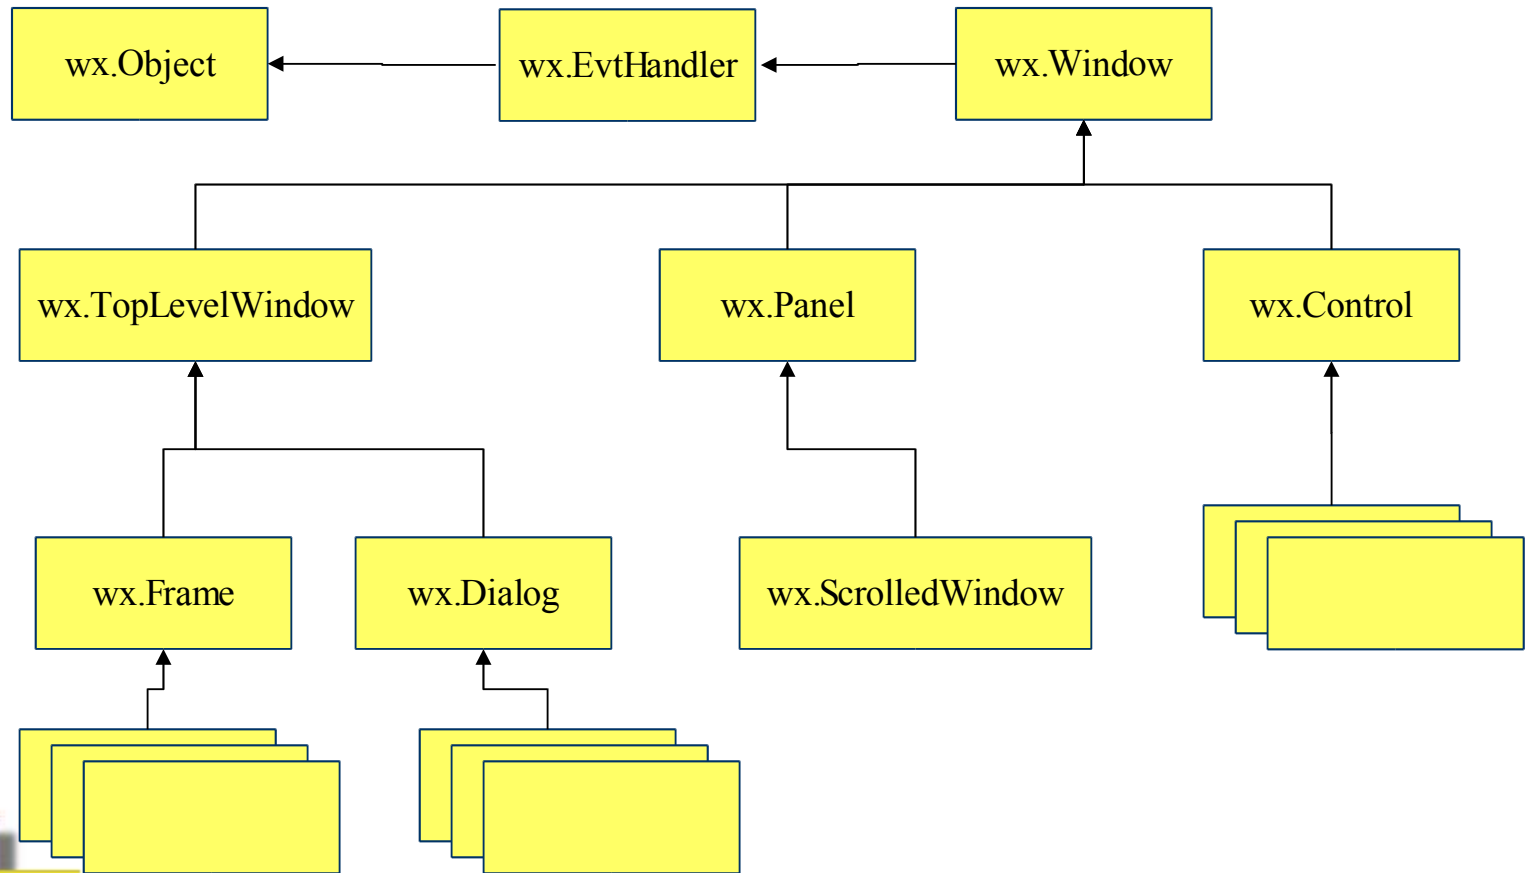 wx.Object
wx.EvtHandler
wx.Window
wx.TopLevelWindow
wx.Panel
wx.Control
wx.Frame
wx.Dialog
wx.ScrolledWindow